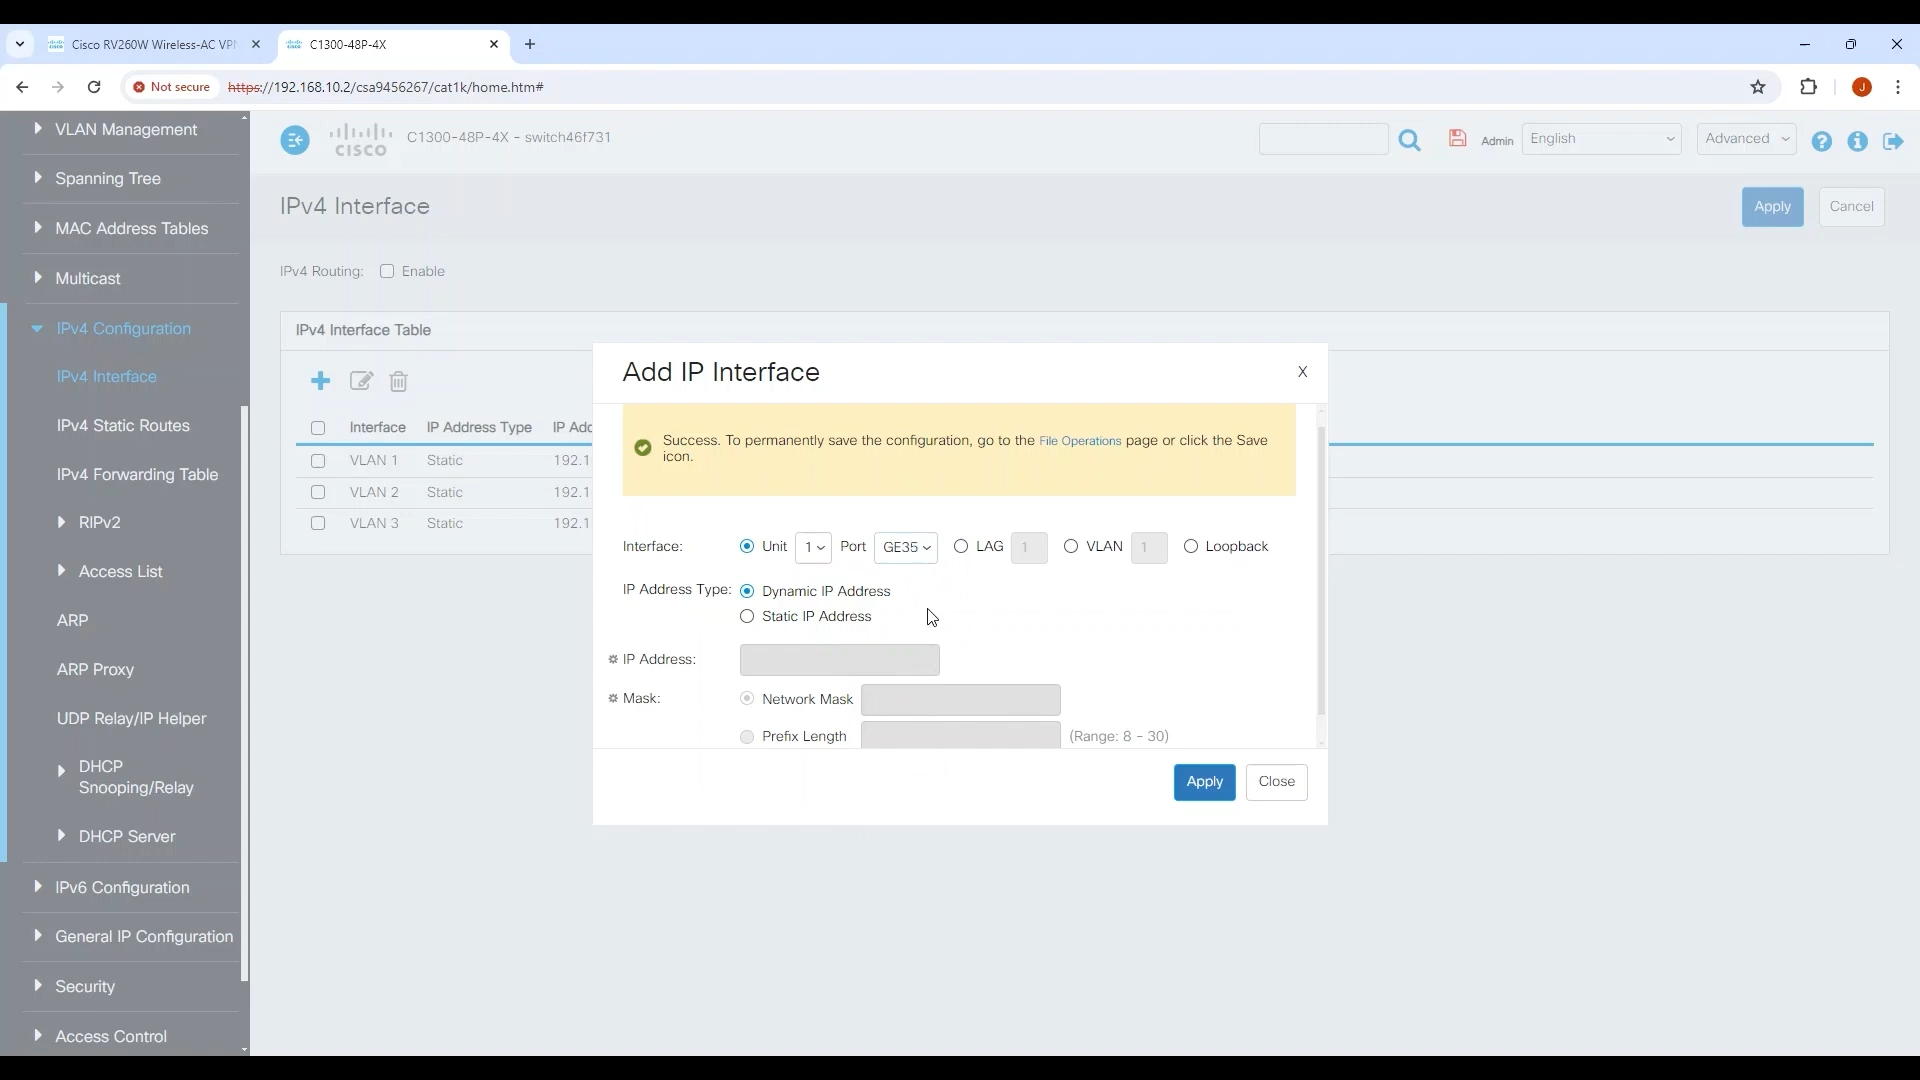 Cisco RV260W Wireless-AC VPN
C1300-48P-4X
Not secure
https://192.168.10.2/csa9456267/cat1k/home.htm#
J
VLAN Management
Spanning Tree
MAC Address Tables
Multicast
IPv4 Configuration
IPv4 Interface
IPv4 Static Routes
IPv4 Forwarding Table
RIPv2
Access List
ARP
ARP Proxy
UDP Relay/IP Helper
DHCP
Snooping/Relay
DHCP Server
IPv6 Configuration
General IP Configuration
Security
Access Control
CISCO
C1300-48P-4X - switch46f731
Admin
English
Advanced
IPv4 Interface
Apply
Cancel
IPv4 Routing:
Enable
IPv4 Interface Table
Interface IP Address Type IP Add
VLAN 1 Static 192.1
VLAN 2 Static 192.1
VLAN 3 Static 192.1
Add IP Interface
X
Success. To permanently save the configuration, go to the File Operations page or click the Save
icon.
Interface: Unit 1 Port GE35 LAG 1 VLAN 1 Loopback
IP Address Type: Dynamic IP Address
Static IP Address
IP Address:
Mask: Network Mask
Prefix Length (Range: 8 - 30)
Apply
Close